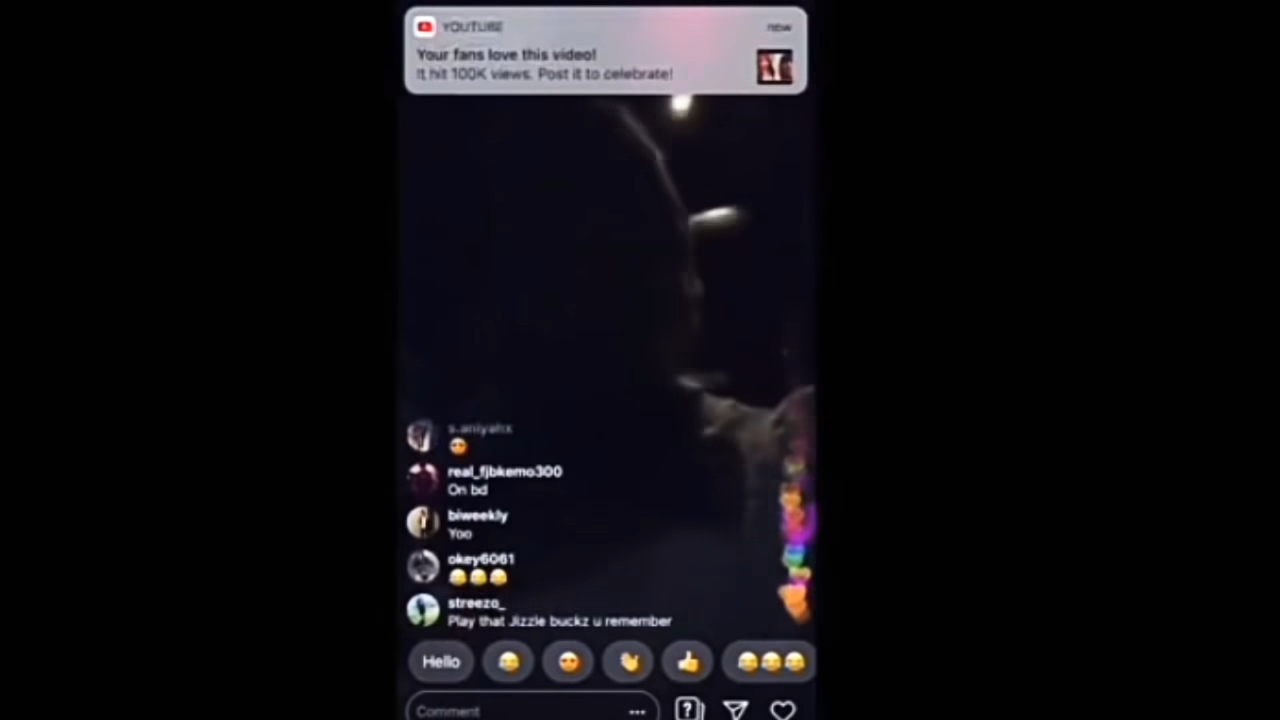 YOUTUBE now
Your fans love this video!
It hit 100K views. Post it to celebrate!
s.aniyahx
real_fjbkemo300
On bd
biweekly
Yoo
okey6061
😂😂😂
streezo_
Play that Jizzle buckz u remember
Hello
Comment